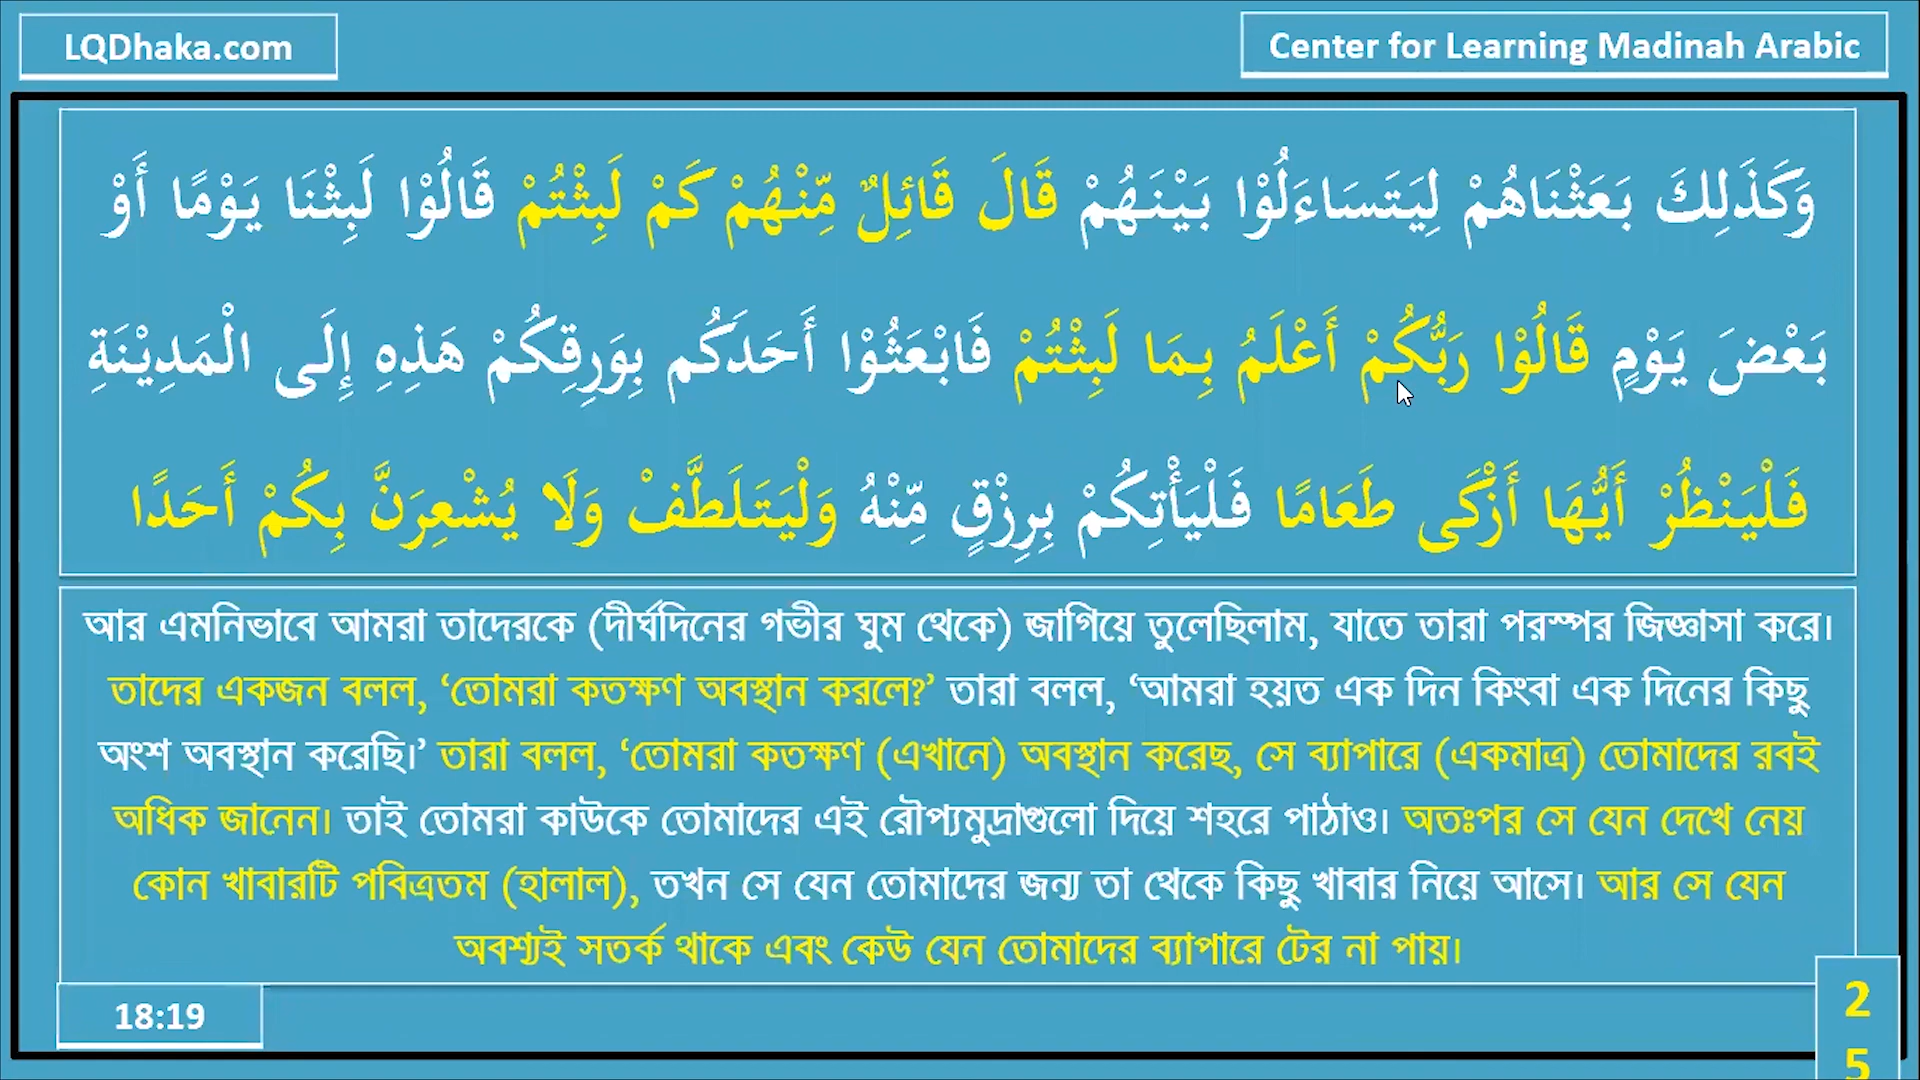 LQDhaka.com
Center for Learning Madinah Arabic
وَكَذَلِكَ بَعَثْنَاهُمْ لِيَتَسَاءَلُوْا بَيْنَهُمْ قَالَ قَائِلٌ مِّنْهُمْ كَمْ لَبِثْتُمْ قَالُوْا لَبِثْنَا يَوْمًا أَوْ
بَعْضَ يَوْمٍ قَالُوْا رَبُّكُمْ أَعْلَمُ بِمَا لَبِثْتُمْ فَابْعَثُوْا أَحَدَكُم بِوَرِقِكُمْ هَذِهِ إِلَى الْمَدِيْنَةِ
فَلْيَنْظُرْ أَيُّهَا أَزْكَى طَعَامًا فَلْيَأْتِكُمْ بِرِزْقٍ مِّنْهُ وَلْيَتَلَطَّفْ وَلَا يُشْعِرَنَّ بِكُمْ أَحَدًا
আর এমনিভাবে আমরা তাদেরকে (দীর্ঘদিনের গভীর ঘুম থেকে) জাগিয়ে তুলেছিলাম, যাতে তারা পরস্পর জিজ্ঞাসা করে।
তাদের একজন বলল, ‘তোমরা কতক্ষণ অবস্থান করলে?’ তারা বলল, ‘আমরা হয়ত এক দিন কিংবা এক দিনের কিছু
অংশ অবস্থান করেছি।’ তারা বলল, ‘তোমরা কতক্ষণ (এখানে) অবস্থান করেছ, সে ব্যাপারে (একমাত্র) তোমাদের রবই
অধিক জানেন। তাই তোমরা কাউকে তোমাদের এই রৌপ্যমুদ্রাগুলো দিয়ে শহরে পাঠাও। অতঃপর সে যেন দেখে নেয়
কোন খাবারটি পবিত্রতম (হালাল), তখন সে যেন তোমাদের জন্য তা থেকে কিছু খাবার নিয়ে আসে। আর সে যেন
অবশ্যই সতর্ক থাকে এবং কেউ যেন তোমাদের ব্যাপারে টের না পায়।
18:19
2
5